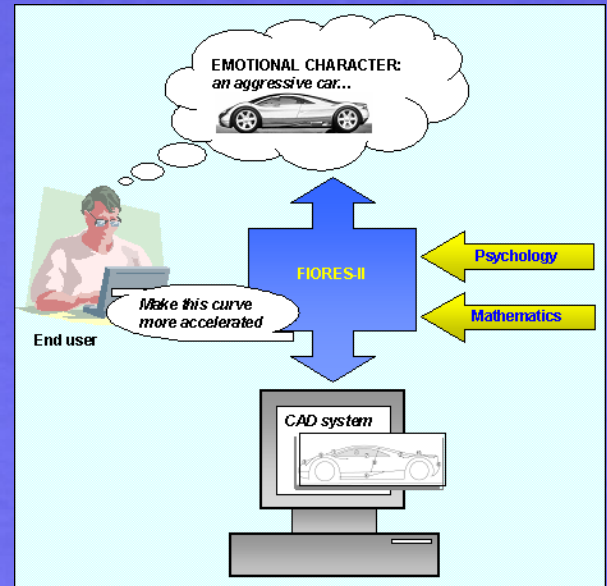 EMOTIONAL CHARACTER:
an aggressive car...
FIORES-II
Psychology
Mathematics
Make this curve
more accelerated
End user
CAD system